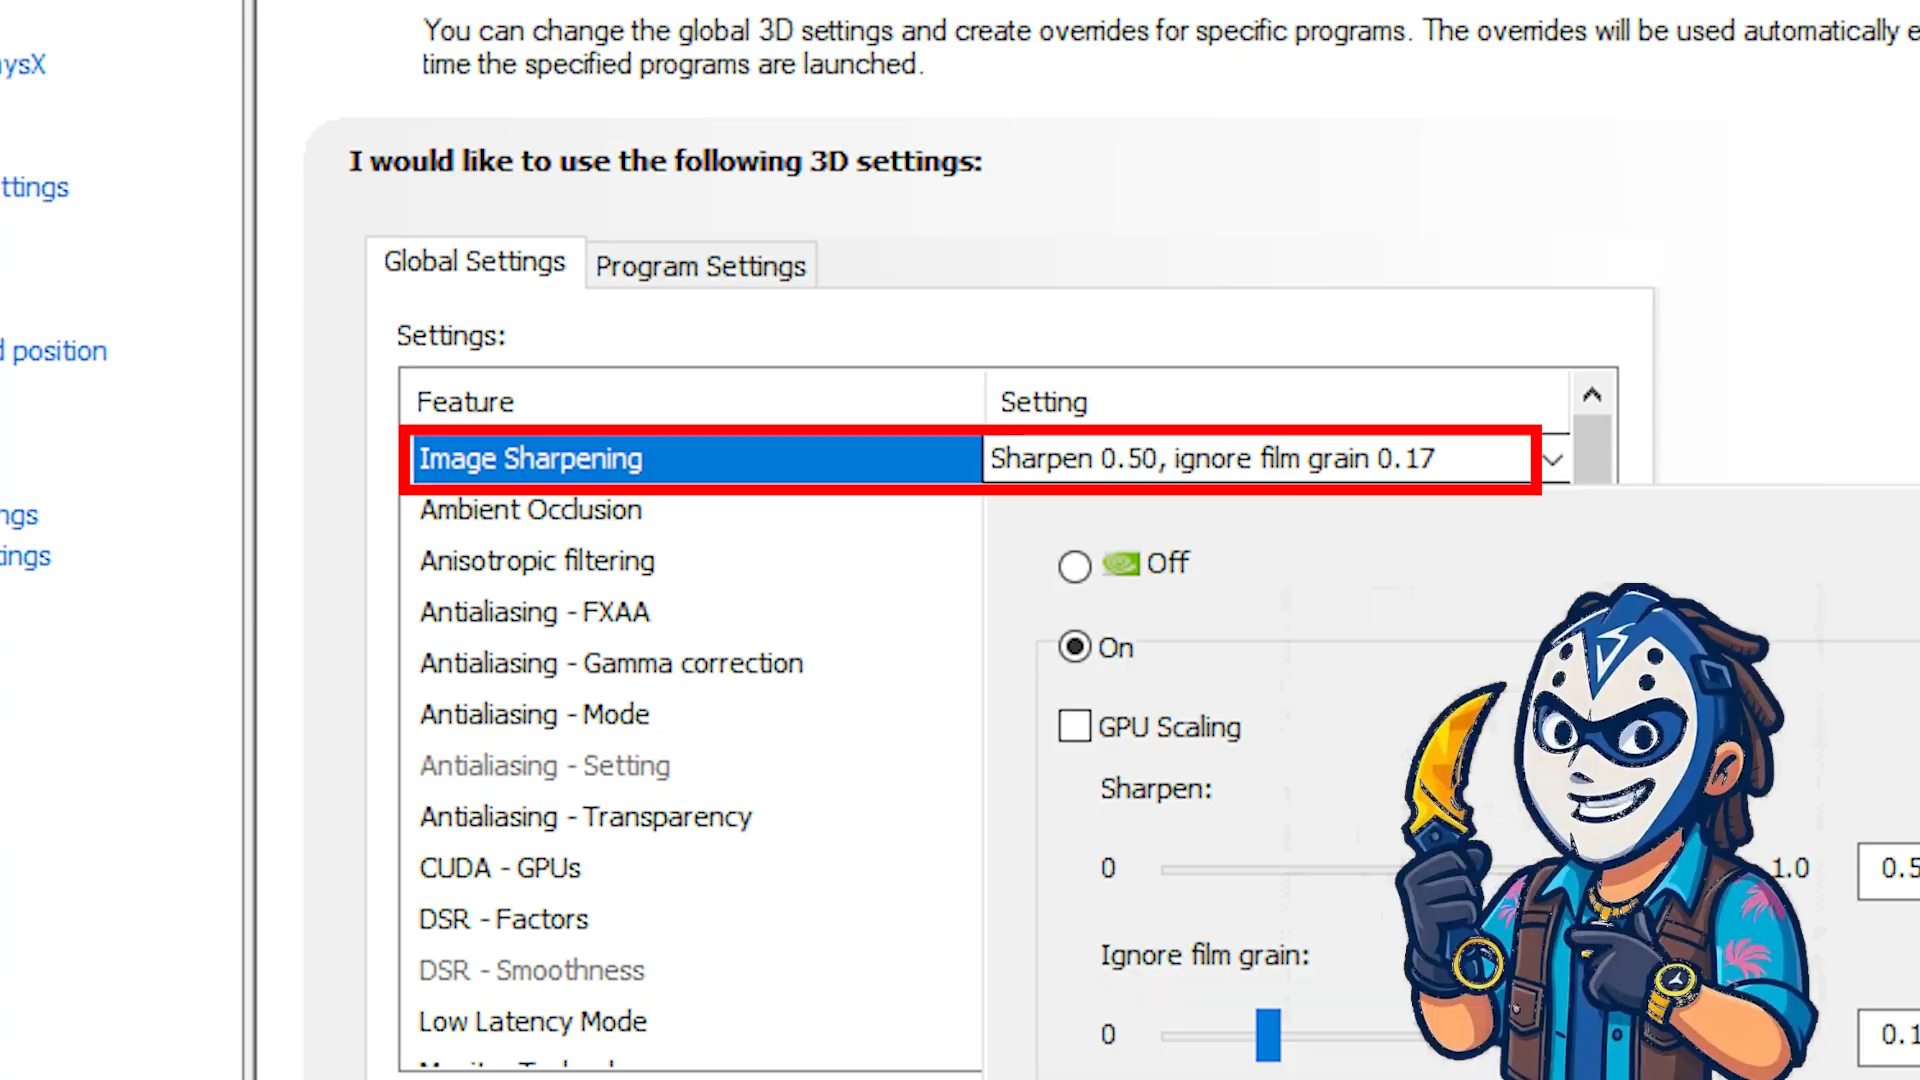 You can change the global 3D settings and create overrides for specific programs. The overrides will be used automatically e
time the specified programs are launched.
ysX
I would like to use the following 3D settings:
ttings
Global Settings
Program Settings
Settings:
d position
Feature
Setting
Image Sharpening
Sharpen 0.50, ignore film grain 0.17
Ambient Occlusion
ngs
tings
Anisotropic filtering
Off
Antialiasing - FXAA
On
Antialiasing - Gamma correction
Antialiasing - Mode
GPU Scaling
Antialiasing - Setting
Sharpen:
Antialiasing - Transparency
CUDA - GPUs
0
1.0
0.5
DSR - Factors
Ignore film grain:
DSR - Smoothness
Low Latency Mode
0
0.1